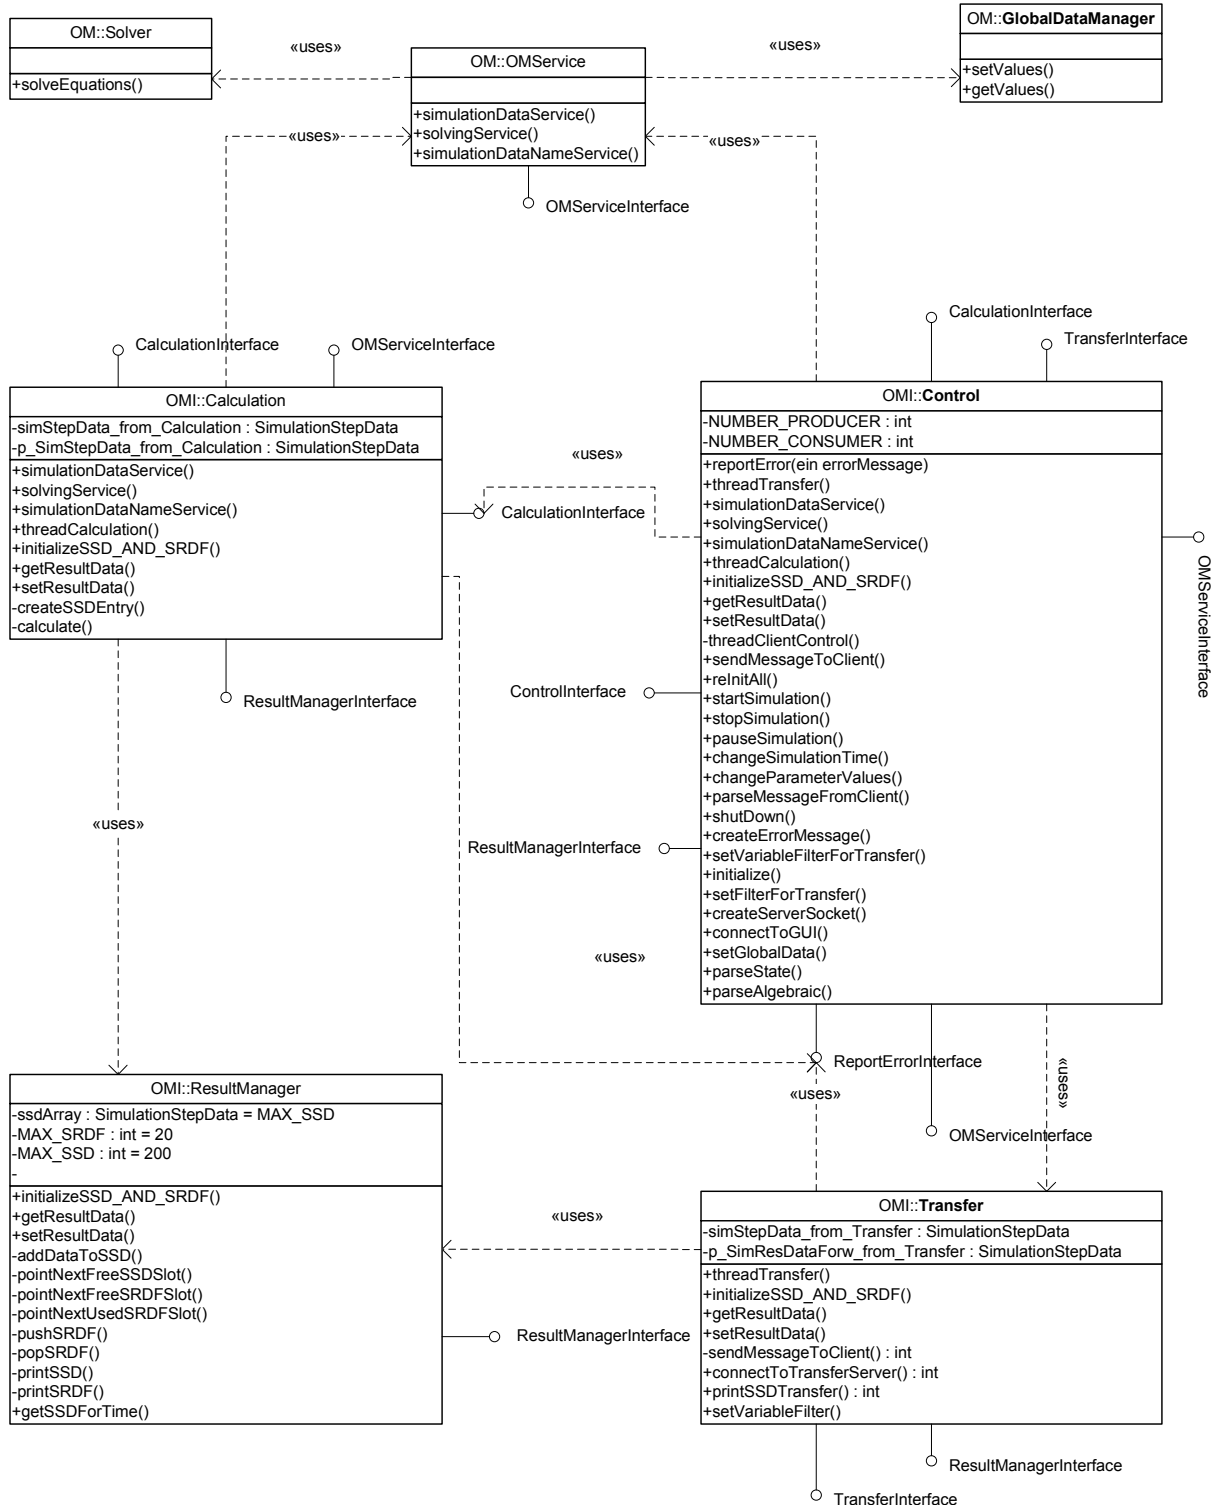 OM::Solver
+solveEquations()
«uses»
OM::OMService
+simulationDataService()
+solvingService()
+simulationDataNameService()
«uses»
OM::GlobalDataManager
+setValues()
+getValues()
«uses»
«uses»
OMServiceInterface
CalculationInterface
OMServiceInterface
CalculationInterface
TransferInterface
OMI::Calculation
-simStepData_from_Calculation : SimulationStepData
-p_SimStepData_from_Calculation : SimulationStepData
+simulationDataService()
+solvingService()
+simulationDataNameService()
+threadCalculation()
+initializeSSD_AND_SRDF()
+getResultData()
+setResultData()
-createSSDEntry()
-calculate()
«uses»
CalculationInterface
ResultManagerInterface
OMI::Control
-NUMBER_PRODUCER : int
-NUMBER_CONSUMER : int
+reportError(ein errorMessage)
+threadTransfer()
+simulationDataService()
+solvingService()
+simulationDataNameService()
+threadCalculation()
+initializeSSD_AND_SRDF()
+getResultData()
+setResultData()
-threadClientControl()
+sendMessageToClient()
+reInitAll()
+startSimulation()
+stopSimulation()
+pauseSimulation()
+changeSimulationTime()
+changeParameterValues()
+parseMessageFromClient()
+shutDown()
+createErrorMessage()
+setVariableFilterForTransfer()
+initialize()
+setFilterForTransfer()
+createServerSocket()
+connectToGUI()
+setGlobalData()
+parseState()
+parseAlgebraic()
OMServiceInterface
ControlInterface
«uses»
ResultManagerInterface
«uses»
ReportErrorInterface
«uses»
«uses»
OMServiceInterface
OMI::ResultManager
-ssdArray : SimulationStepData = MAX_SSD
-MAX_SRDF : int = 20
-MAX_SSD : int = 200
-
+initializeSSD_AND_SRDF()
+getResultData()
+setResultData()
-addDataToSSD()
-pointNextFreeSSDSlot()
-pointNextFreeSRDFSlot()
-pointNextUsedSRDFSlot()
-pushSRDF()
-popSRDF()
-printSSD()
-printSRDF()
+getSSDForTime()
«uses»
ResultManagerInterface
OMI::Transfer
-simStepData_from_Transfer : SimulationStepData
-p_SimResDataForw_from_Transfer : SimulationStepData
+threadTransfer()
+initializeSSD_AND_SRDF()
+getResultData()
+setResultData()
-sendMessageToClient() : int
+connectToTransferServer() : int
+printSSDTransfer() : int
+setVariableFilter()
ResultManagerInterface
TransferInterface